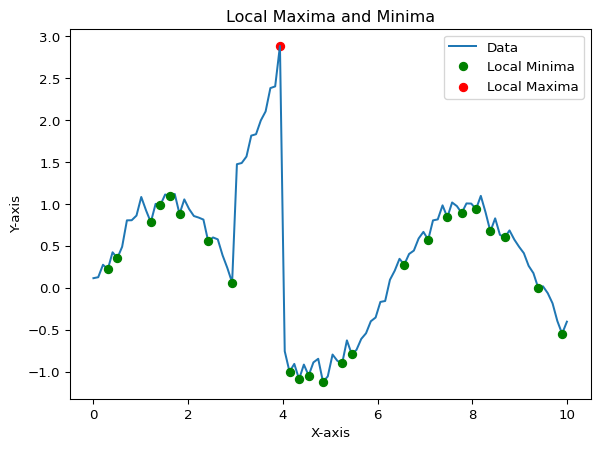 Local Maxima and Minima
3.0
2.5
2.0
1.5
1.0
0.5
0.0
−0.5
−1.0
Y-axis
Data
Local Minima
Local Maxima
0 2 4 6 8 10
X-axis